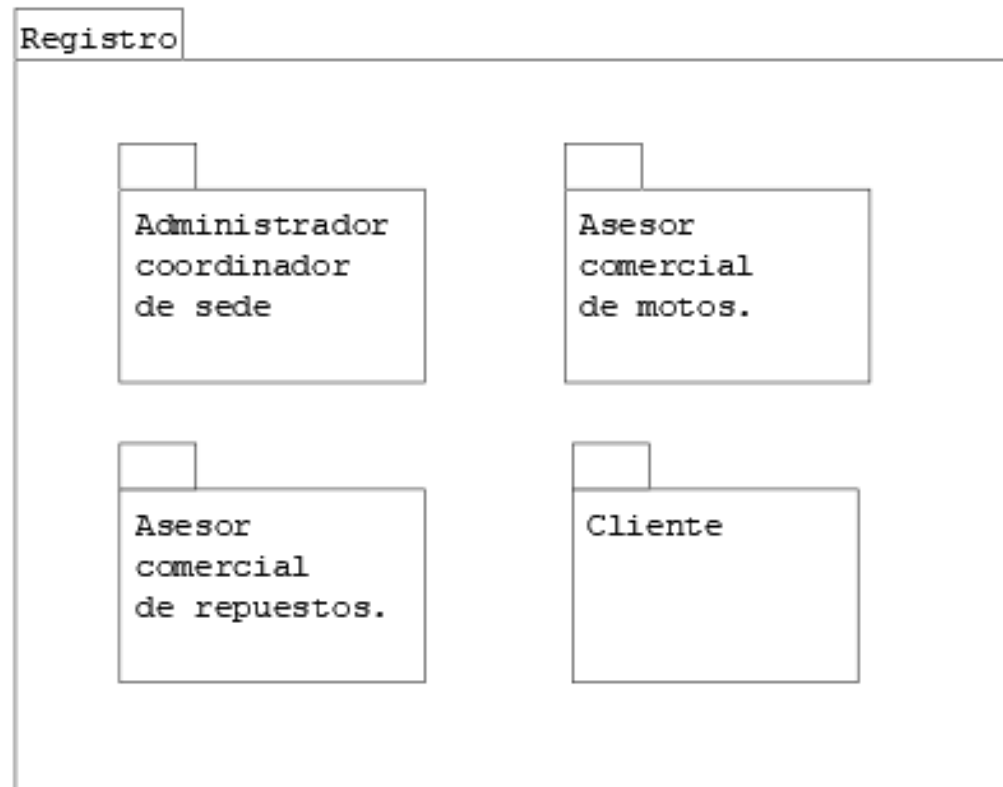 Registro
Administrador
coordinador
de sede
Asesor
comercial
de motos.
Asesor
comercial
de repuestos.
Cliente